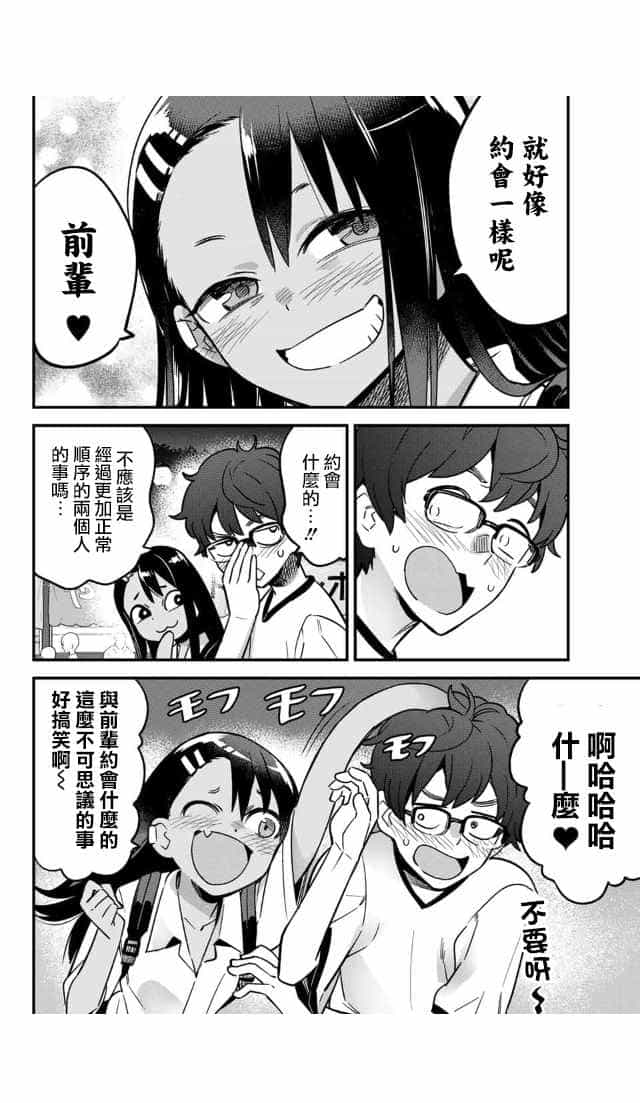 就好像
約會一樣呢
前輩♥
約會
什麼的…!!
不應該是
經過更加正常
順序的兩個人
的事嗎…
ホ
啊哈哈哈
什—麼♥
モフ
モフ
モフ
不要呀~
與前輩約會什麼的
這麼不可思議的事
好搞笑啊~